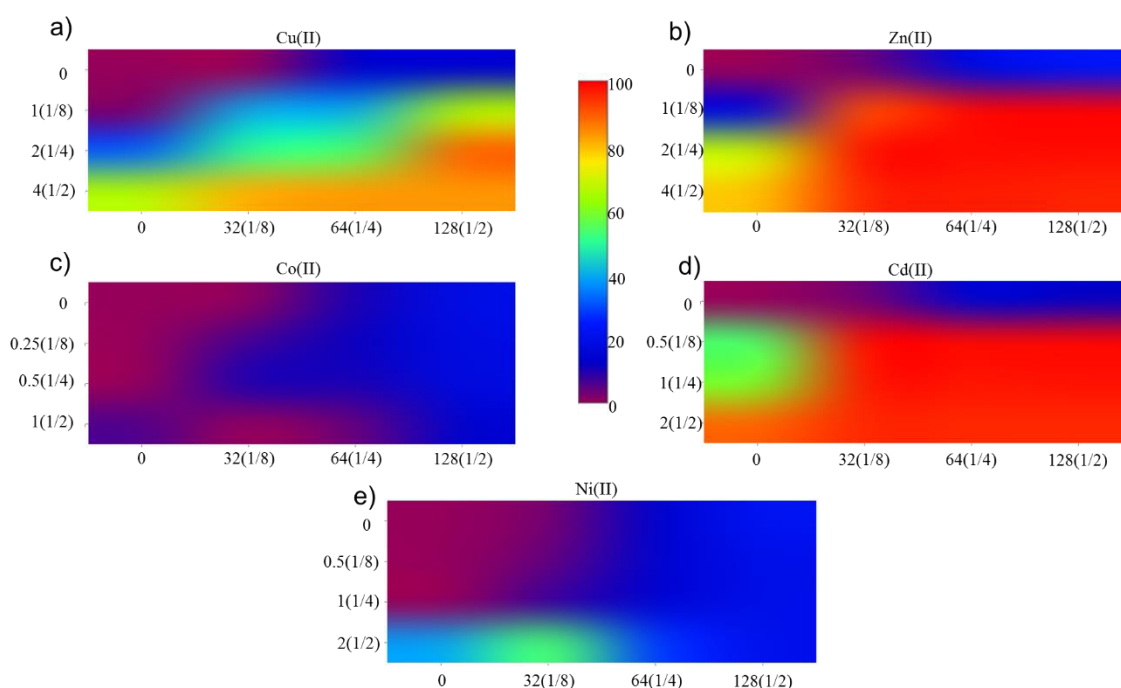 a)
Cu(II)
0
1(1/8)
2(1/4)
4(1/2)
0 32(1/8) 64(1/4) 128(1/2)
100
80
60
40
20
0
b)
Zn(II)
0
1(1/8)
2(1/4)
4(1/2)
0 32(1/8) 64(1/4) 128(1/2)
c)
Co(II)
0
0.25(1/8)
0.5(1/4)
1(1/2)
0 32(1/8) 64(1/4) 128(1/2)
d)
Cd(II)
0
0.5(1/8)
1(1/4)
2(1/2)
0 32(1/8) 64(1/4) 128(1/2)
e)
Ni(II)
0
0.5(1/8)
1(1/4)
2(1/2)
0 32(1/8) 64(1/4) 128(1/2)